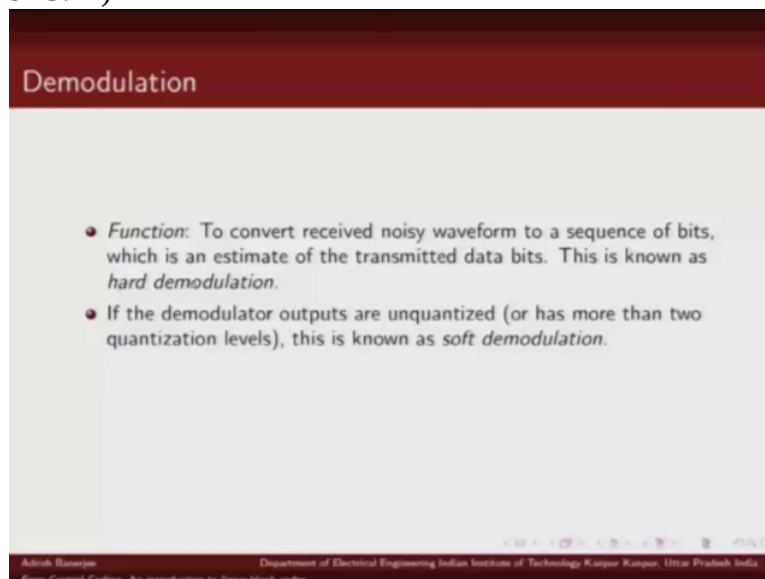 Demodulation
Function: To convert received noisy waveform to a sequence of bits,
which is an estimate of the transmitted data bits. This is known as
hard demodulation.
If the demodulator outputs are unquantized (or has more than two
quantization levels), this is known as soft demodulation.
Adrish Banerjee
Department of Electrical Engineering Indian Institute of Technology Kanpur Kanpur, Uttar Pradesh India